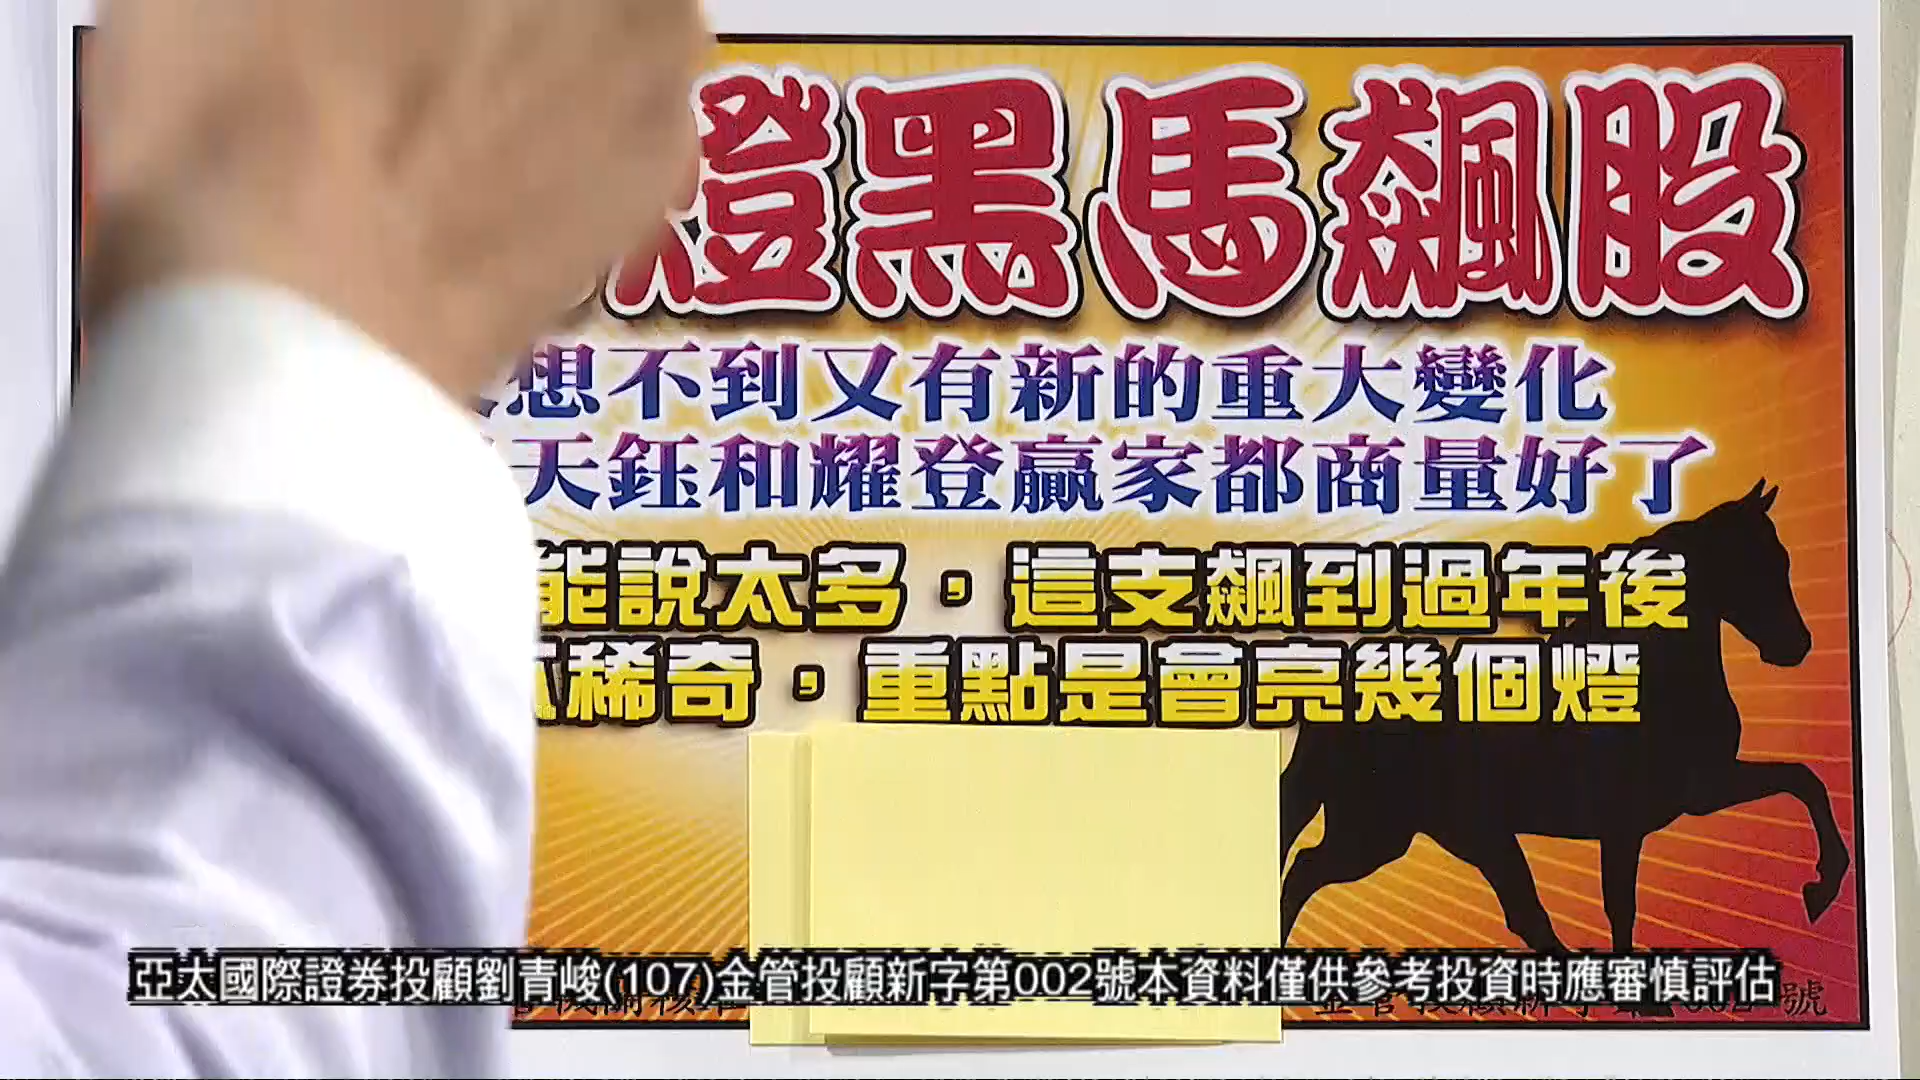 燈黑馬飆股
想不到又有新的重大變化
天鈺和耀登贏家都商量好了
能說太多，這支飆到過年後
稀奇，重點是會亮幾個燈
亞太國際證券投顧劉青峻(107)金管投顧新字第002號本資料僅供參考投資時應審慎評估
號